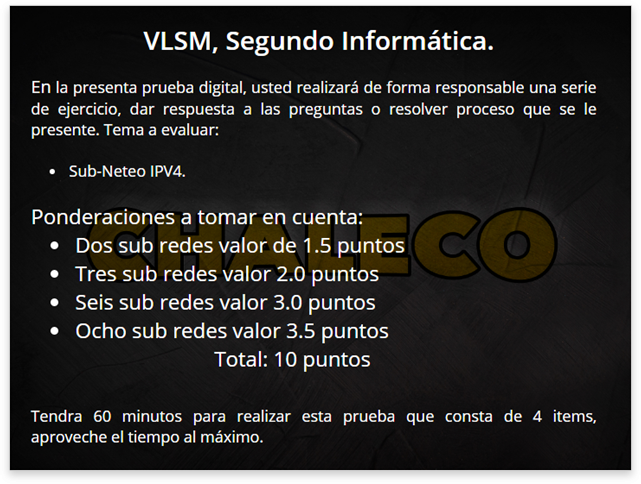 VLSM, Segundo Informática.
En la presenta prueba digital, usted realizará de forma responsable una serie
de ejercicio, dar respuesta a las preguntas o resolver proceso que se le
presente. Tema a evaluar:
• Sub-Neteo IPV4.
CHALECO
Ponderaciones a tomar en cuenta:
• Dos sub redes valor de 1.5 puntos
• Tres sub redes valor 2.0 puntos
• Seis sub redes valor 3.0 puntos
• Ocho sub redes valor 3.5 puntos
Total: 10 puntos
Tendra 60 minutos para realizar esta prueba que consta de 4 items,
aproveche el tiempo al máximo.